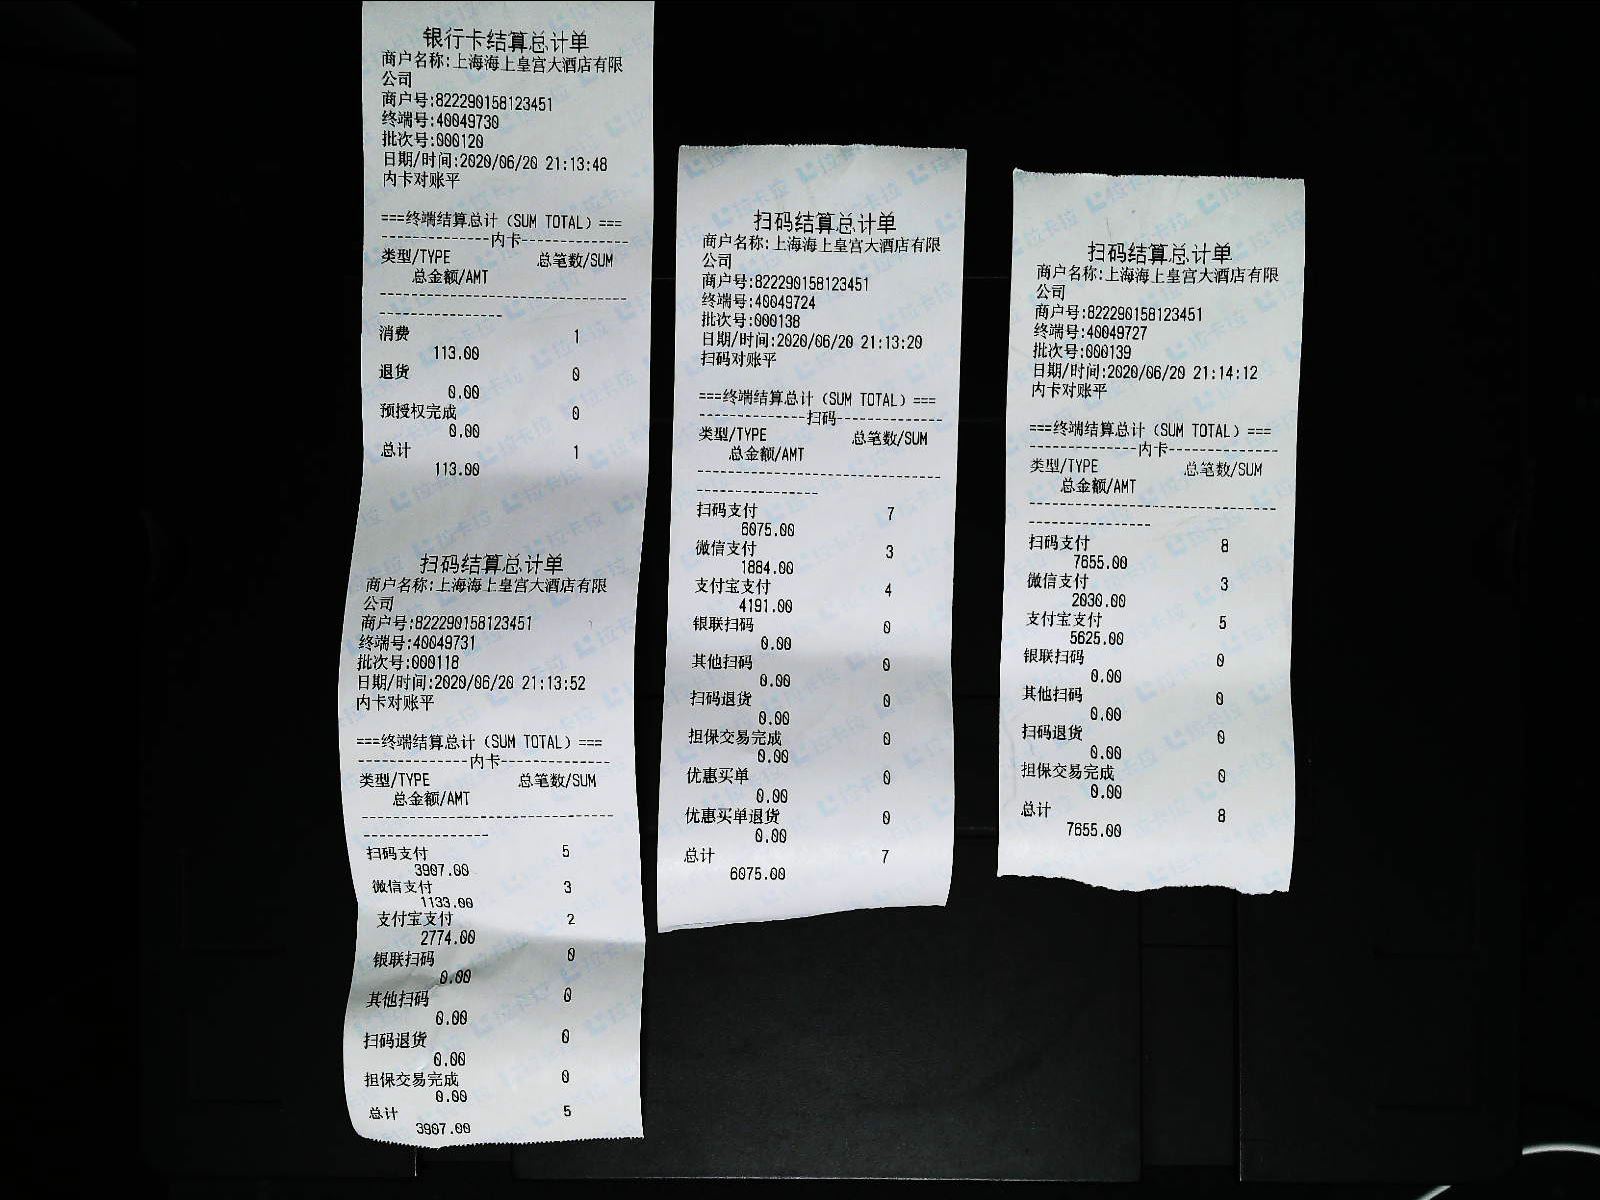 银行卡结算总计单
商户名称:上海海上皇宫大酒店有限
公司
商户号:822290158123451
终端号:40049730
批次号:000120
日期/时间:2020/06/20 21:13:48
内卡对账平
===终端结算总计（SUM TOTAL）===
--------------内卡--------------
类型/TYPE 总笔数/SUM
总金额/AMT
--------------------------------
----------------
消费 1
113.00
退货 0
0.00
预授权完成 0
0.00
总计 1
113.00
扫码结算总计单
商户名称:上海海上皇宫大酒店有限
公司
商户号:822290158123451
终端号:40049731
批次号:000118
日期/时间:2020/06/20 21:13:52
内卡对账平
===终端结算总计（SUM TOTAL）===
--------------内卡--------------
类型/TYPE 总笔数/SUM
总金额/AMT
--------------------------------
----------------
扫码支付 5
3907.00
微信支付 3
1133.00
支付宝支付 2
2774.00
银联扫码 0
0.00
其他扫码 0
0.00
扫码退货 0
0.00
担保交易完成 0
0.00
总计 5
3907.00
扫码结算总计单
商户名称:上海海上皇宫大酒店有限
公司
商户号:822290158123451
终端号:40049724
批次号:000138
日期/时间:2020/06/20 21:13:20
扫码对账平
===终端结算总计（SUM TOTAL）===
--------------扫码--------------
类型/TYPE 总笔数/SUM
总金额/AMT
--------------------------------
----------------
扫码支付 7
6075.00
微信支付 3
1884.00
支付宝支付 4
4191.00
银联扫码 0
0.00
其他扫码 0
0.00
扫码退货 0
0.00
担保交易完成 0
0.00
优惠买单 0
0.00
优惠买单退货 0
0.00
总计 7
6075.00
扫码结算总计单
商户名称:上海海上皇宫大酒店有限
公司
商户号:822290158123451
终端号:40049727
批次号:000139
日期/时间:2020/06/20 21:14:12
内卡对账平
===终端结算总计（SUM TOTAL）===
--------------内卡--------------
类型/TYPE 总笔数/SUM
总金额/AMT
--------------------------------
----------------
扫码支付 8
7655.00
微信支付 3
2030.00
支付宝支付 5
5625.00
银联扫码 0
0.00
其他扫码 0
0.00
扫码退货 0
0.00
担保交易完成 0
0.00
总计 8
7655.00